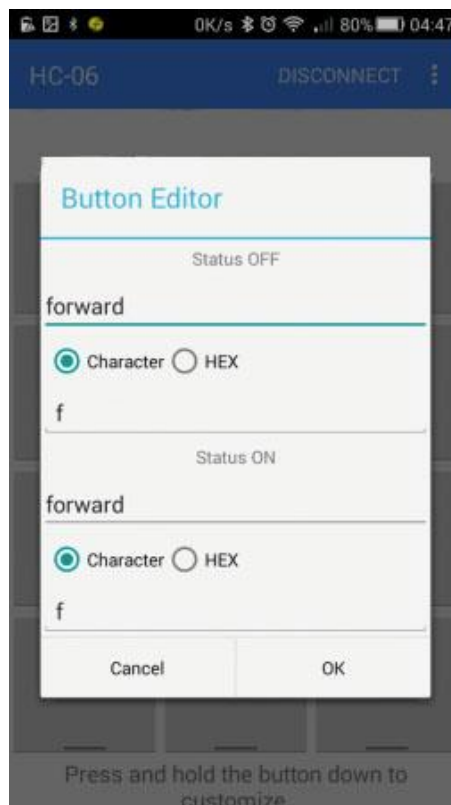 0K/s 80% 04:47
HC-06 DISCONNECT
Button Editor
Status OFF
forward
Character HEX
f
Status ON
forward
Character HEX
f
Cancel OK
Press and hold the button down to
customize